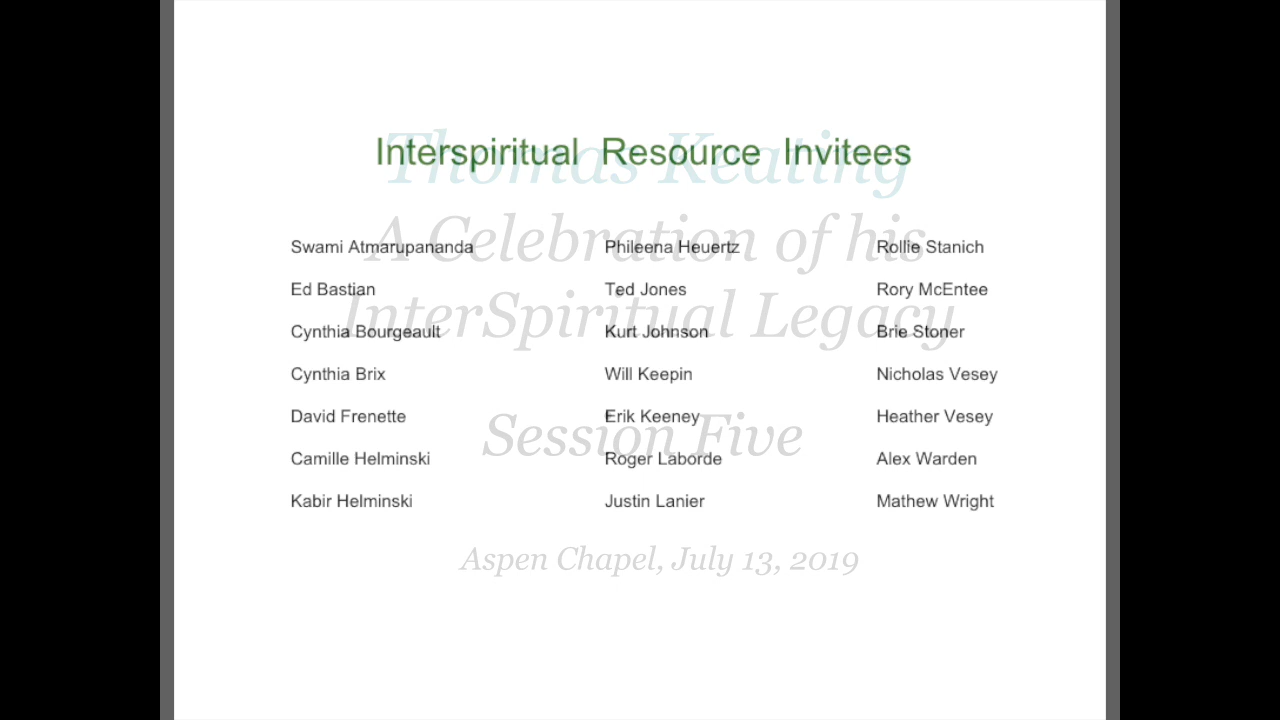 Thomas Keating
Interspiritual Resource Invitees
A Celebration of his
InterSpiritual Legacy
Session Five
Aspen Chapel, July 13, 2019
Swami Atmarupananda
Ed Bastian
Cynthia Bourgeault
Cynthia Brix
David Frenette
Camille Helminski
Kabir Helminski
Phileena Heuertz
Ted Jones
Kurt Johnson
Will Keepin
Erik Keeney
Roger Laborde
Justin Lanier
Rollie Stanich
Rory McEntee
Brie Stoner
Nicholas Vesey
Heather Vesey
Alex Warden
Mathew Wright